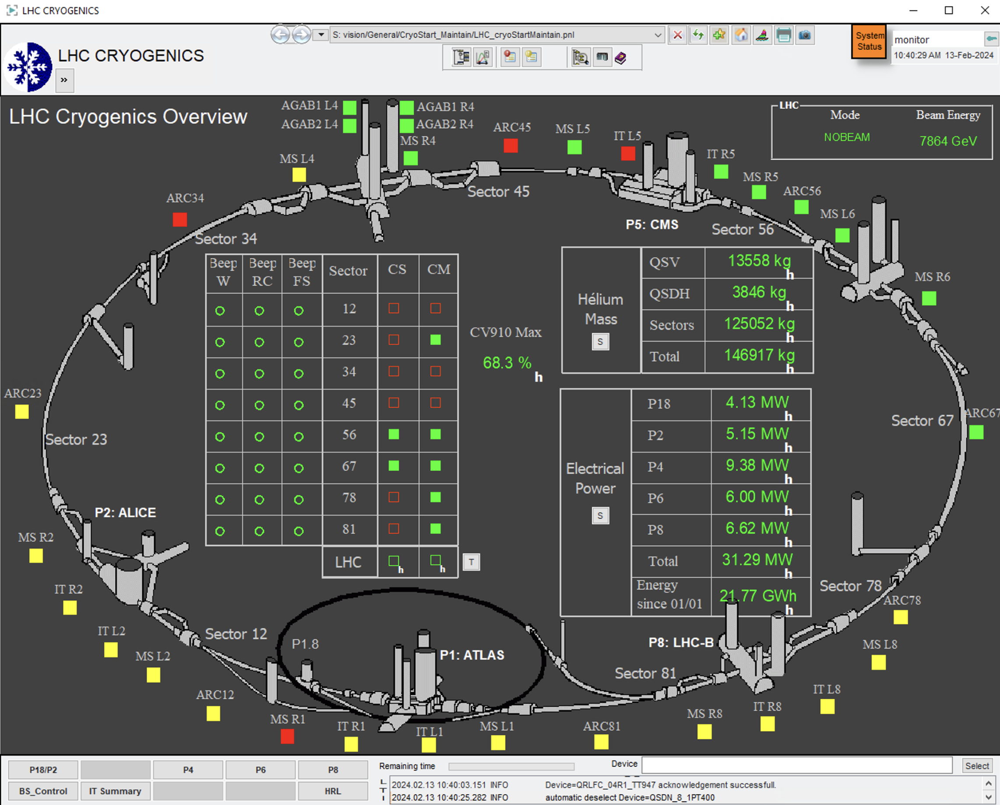 LHC CRYOGENICS
S: vision/General/CryoStart_Maintain/LHC_cryoStartMaintain.pnl
System
Status
monitor
10:40:29 AM 13-Feb-2024
LHC CRYOGENICS
»
LHC Cryogenics Overview
AGAB1 L4
AGAB1 R4
AGAB2 L4
AGAB2 R4
MS R4
MS L4
ARC34
Sector 34
ARC45
MS L5
IT L5
Sector 45
IT R5
MS R5
ARC56
MS L6
P5: CMS
Sector 56
MS R6
LHC
Mode Beam Energy
NOBEAM 7864 GeV
Beep W Beep RC Beep FS Sector CS CM
12
23
34
45
56
67
78
81
LHC h h T
CV910 Max
68.3 %
h
Hélium
Mass
S
QSV 13558 kg h
QSDH 3846 kg h
Sectors 125052 kg h
Total 146917 kg h
Electrical
Power
S
P18 4.13 MW h
P2 5.15 MW h
P4 9.38 MW h
P6 6.00 MW h
P8 6.62 MW h
Total 31.29 MW h
Energy since 01/01 21.77 GWh h
ARC23
Sector 23
Sector 67
ARC67
P2: ALICE
MS R2
IT R2
IT L2
MS L2
Sector 12
ARC12
P1.8
P1: ATLAS
MS R1
IT R1
IT L1
MS L1
ARC81
Sector 81
P8: LHC-B
MS R8
IT R8
IT L8
MS L8
ARC78
Sector 78
P18/P2 P4 P6 P8
BS_Control IT Summary HRL
Remaining time
Device
Select
L
T
I
2024.02.13 10:40:03.151 INFO Device=QRLFC_04R1_TT947 acknowledgement successfull.
2024.02.13 10:40:25.282 INFO automatic deselect Device=QSDN_8_1PT400